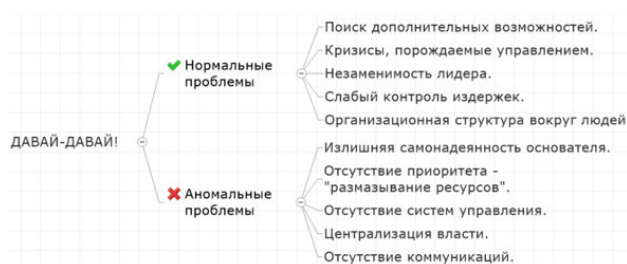 ДАВАЙ-ДАВАЙ!
Нормальные
проблемы
Поиск дополнительных возможностей.
Кризисы, порождаемые управлением.
Незаменимость лидера.
Слабый контроль издержек.
Организационная структура вокруг людей
Аномальные
проблемы
Излишняя самонадеянность основателя.
Отсутствие приоритета -
"размазывание ресурсов".
Отсутствие систем управления.
Централизация власти.
Отсутствие коммуникаций.